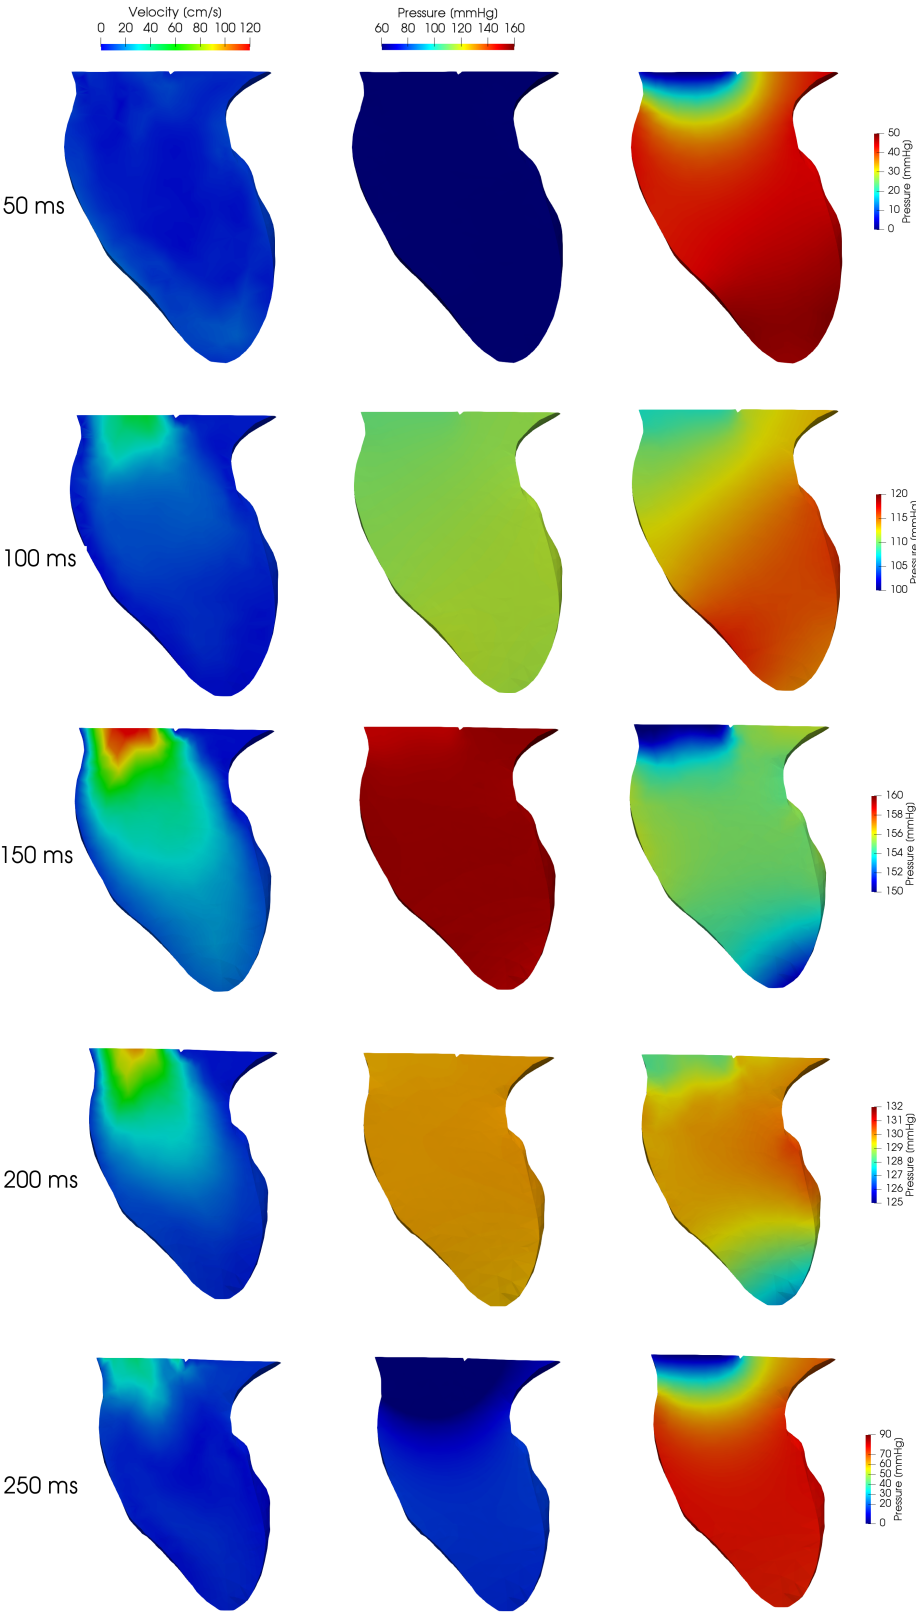 Velocity (cm/s)
0 20 40 60 80 100 120
Pressure (mmHg)
60 80 100 120 140 160
50 ms
50
40
30
20
10
0
Pressure (mmHg)
100 ms
120
115
110
105
100
Pressure (mmHg)
150 ms
160
158
156
154
152
150
Pressure (mmHg)
200 ms
132
131
130
129
128
127
126
125
Pressure (mmHg)
250 ms
90
70
60
50
40
30
20
0
Pressure (mmHg)